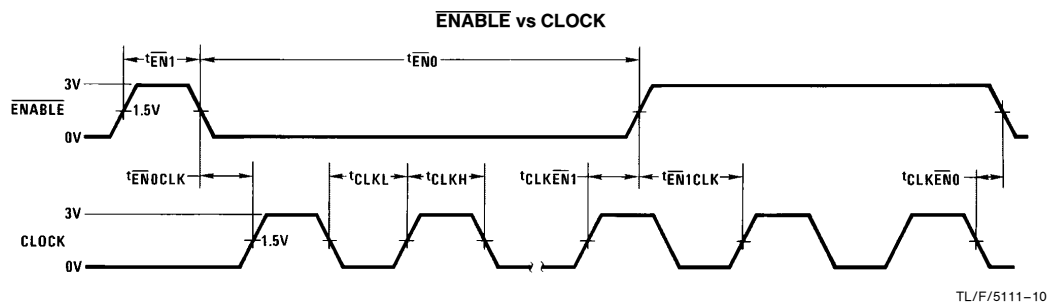 ENABLE vs CLOCK
tEN1
tEN0
3V
ENABLE
1.5V
0V
tEN0CLK
tCLKL
tCLKH
tCLKEN1
tEN1CLK
tCLKEN0
3V
CLOCK
1.5V
0V
TL/F/5111–10